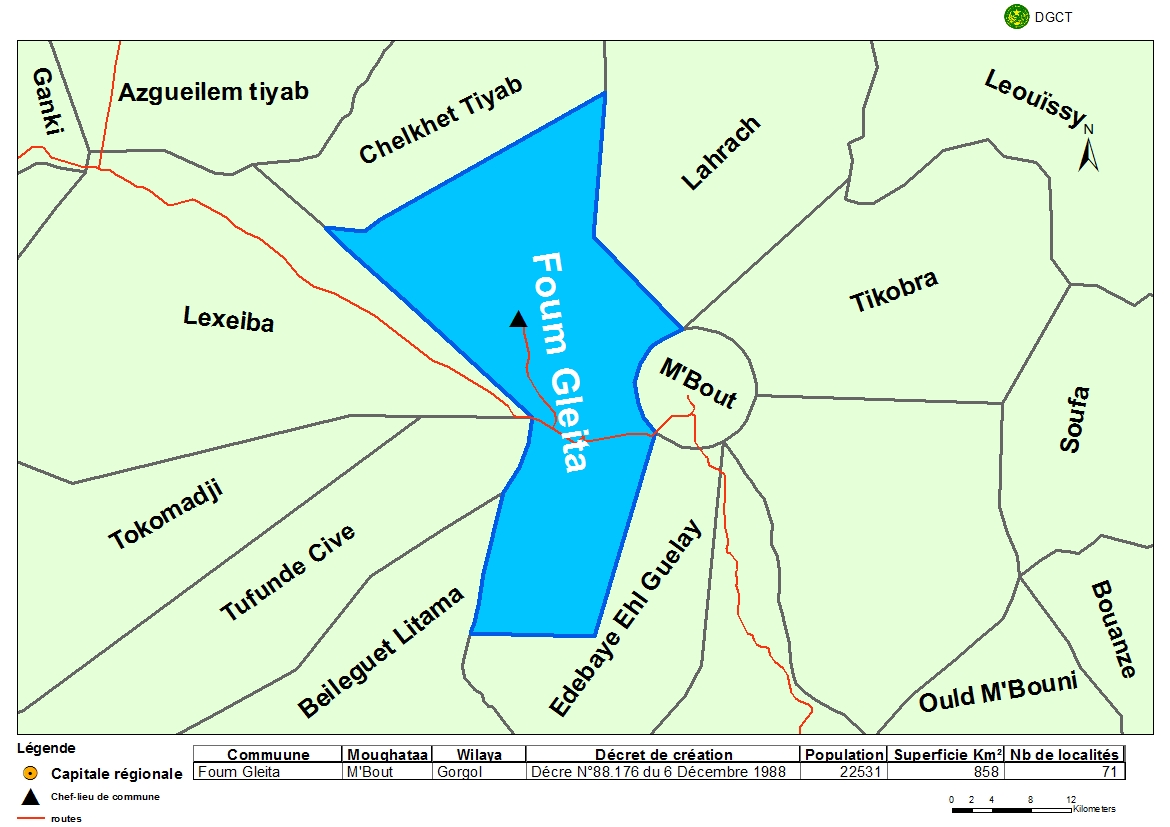 DGCT
Ganki
Azgueilem tiyab
Chelkhet Tiyab
Lahrach
Leouïssy
N
Lexeiba
Foum Gleita
Tikobra
M'Bout
Soufa
Tokomadji
Tufunde Cive
Beileguet Litama
Edebaye Ehl Guelay
Ould M'Bouni
Bouanze
Légende
Capitale régionale
Chef-lieu de commune
routes
Commuune Moughataa Wilaya Décret de création Population Superficie Km² Nb de localités
Foum Gleita M'Bout Gorgol Décre N°88.176 du 6 Décembre 1988 22531 858 71
0 2 4 8 12
Kilometers